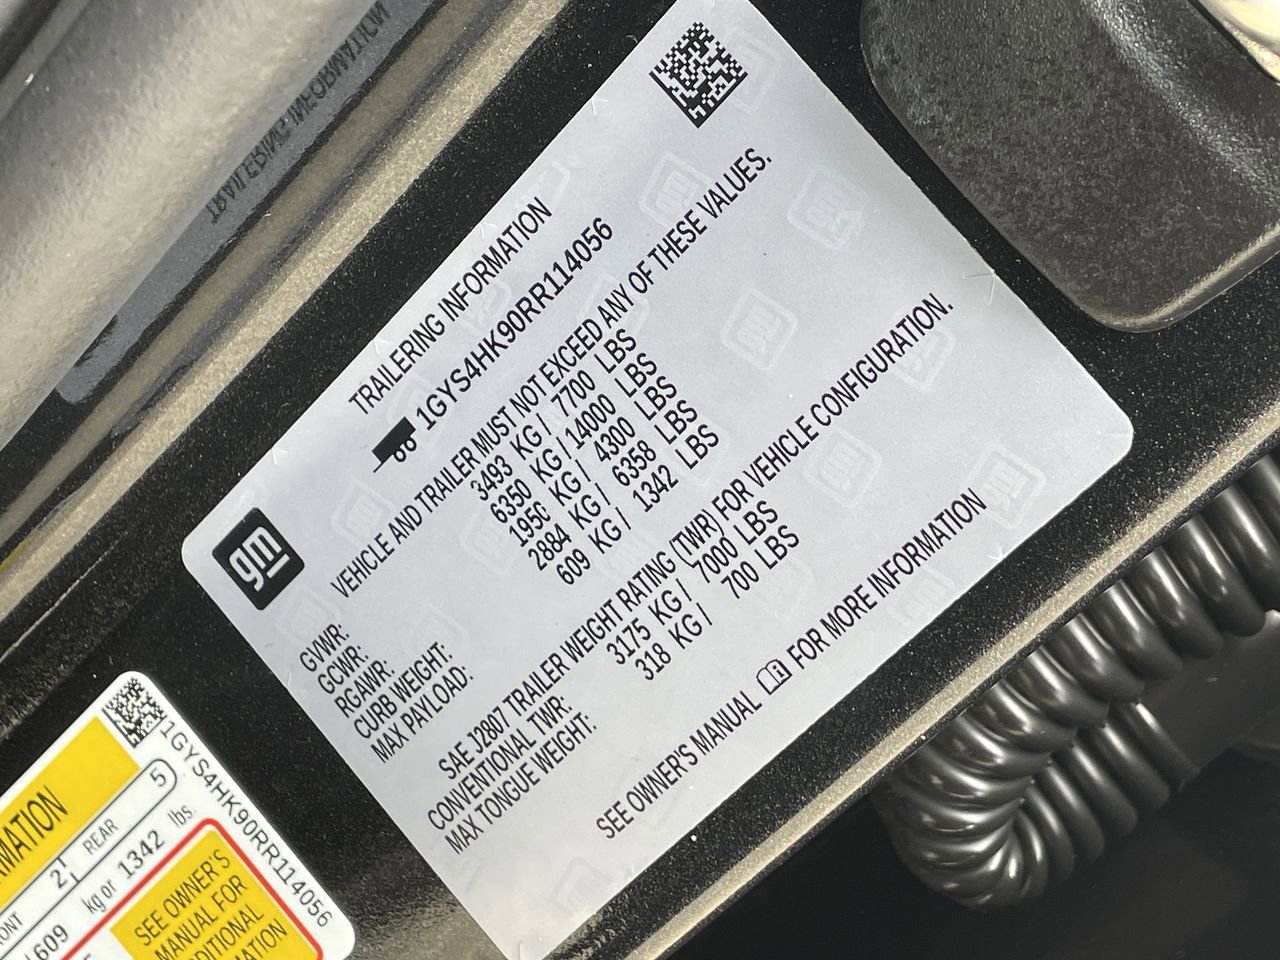 TRAILERING INFORMATION
TRAILERING INFORMATION
1GYS4HK90RR114056
gm
VEHICLE AND TRAILER MUST NOT EXCEED ANY OF THESE VALUES.
GVWR: 3493 KG / 7700 LBS
GCWR: 6350 KG / 14000 LBS
RGAWR: 1950 KG / 4300 LBS
CURB WEIGHT: 2884 KG / 6358 LBS
MAX PAYLOAD: 609 KG / 1342 LBS
SAE J2807 TRAILER WEIGHT RATING (TWR) FOR VEHICLE CONFIGURATION.
CONVENTIONAL TWR: 3175 KG / 7000 LBS
MAX TONGUE WEIGHT: 318 KG / 700 LBS
SEE OWNER'S MANUAL FOR MORE INFORMATION
1GYS4HK90RR114056
REAR 5
609 kg or 1342 lbs
SEE OWNER'S
MANUAL FOR